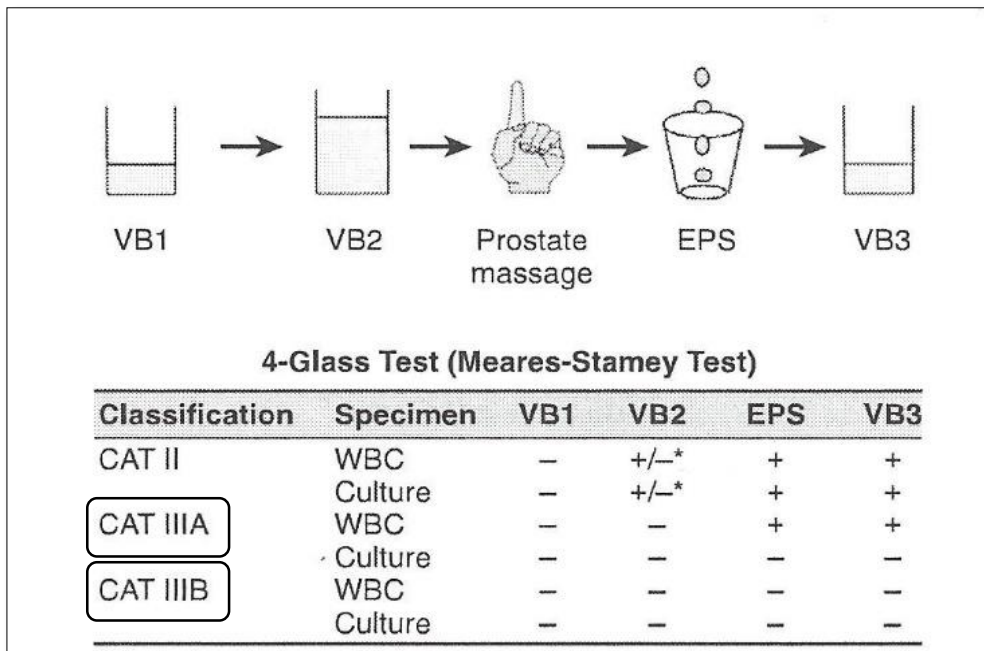 VB1 VB2 Prostate massage EPS VB3
4-Glass Test (Meares-Stamey Test)
Classification Specimen VB1 VB2 EPS VB3
CAT II WBC – +/–* + +
Culture – +/–* + +
CAT IIIA WBC – – + +
Culture – – – –
CAT IIIB WBC – – – –
Culture – – – –